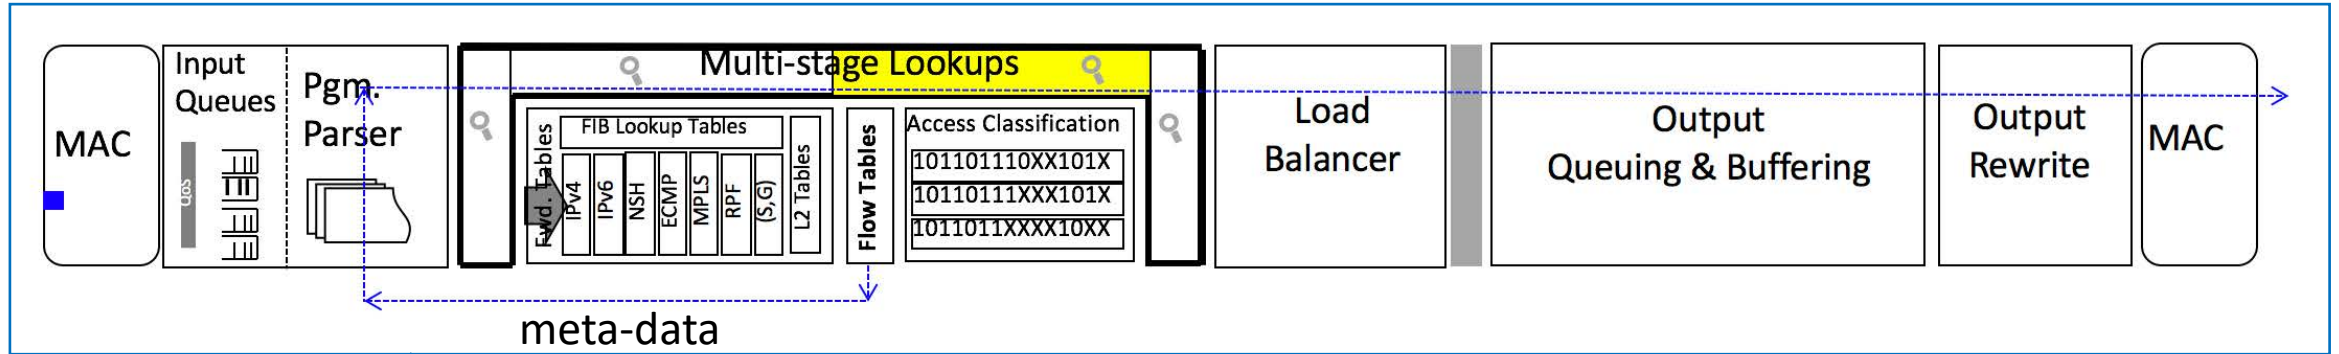 MAC
Input
Queues
QoS
Pgm.
Parser
Multi-stage Lookups
Fwd. Tables
FIB Lookup Tables
IPv4
IPv6
NSH
ECMP
MPLS
RPF
(S,G)
L2 Tables
Flow Tables
Access Classification
101101110XX101X
10110111XXX101X
1011011XXXX10XX
Load
Balancer
Output
Queuing & Buffering
Output
Rewrite
MAC
meta-data